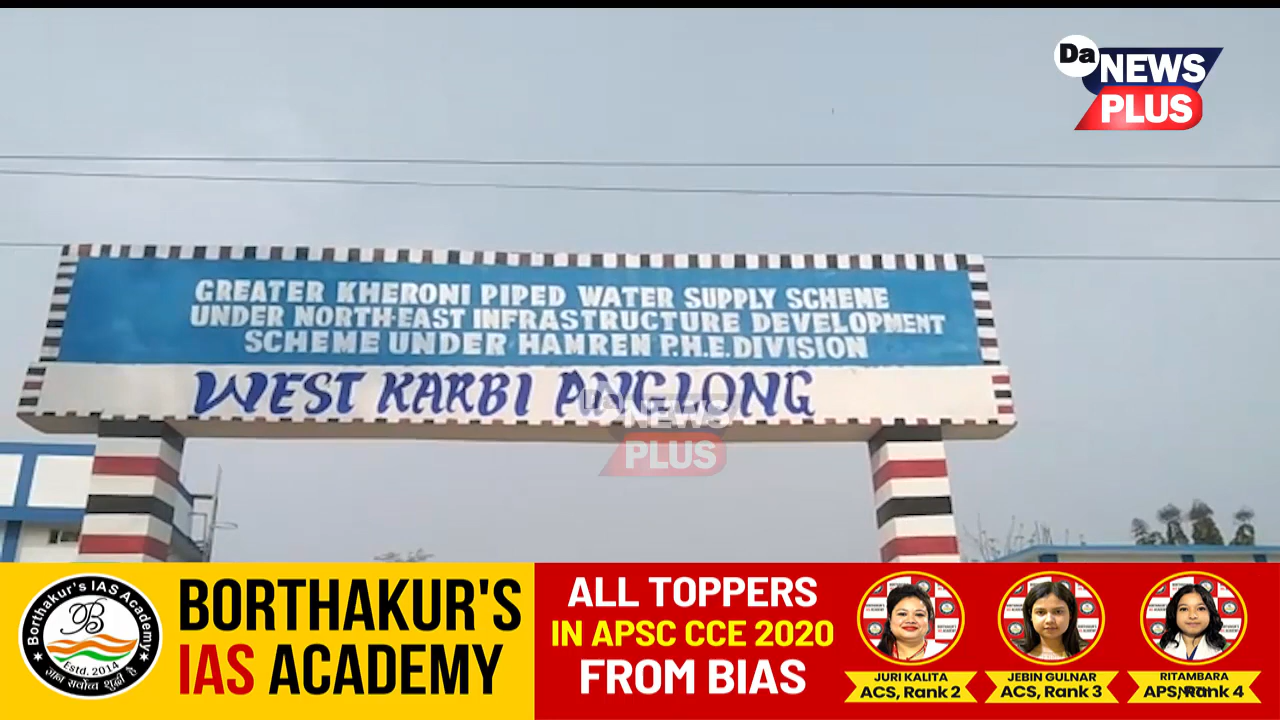 Da
NEWS
PLUS
GREATER KHERONI PIPED WATER SUPPLY SCHEME
UNDER NORTH-EAST INFRASTRUCTURE DEVELOPMENT
SCHEME UNDER HAMREN P.H.E. DIVISION
WEST KARBI ANGLONG
Da
NEWS
PLUS
Borthakur's IAS Academy
B
Estd. 2014
ज्ञान सर्वोच्च शुद्धी है
BORTHAKUR'S
IAS ACADEMY
ALL TOPPERS
IN APSC CCE 2020
FROM BIAS
JURI KALITA
ACS, Rank 2
JEBIN GULNAR
ACS, Rank 3
RITAMBARA
APS, Rank 4